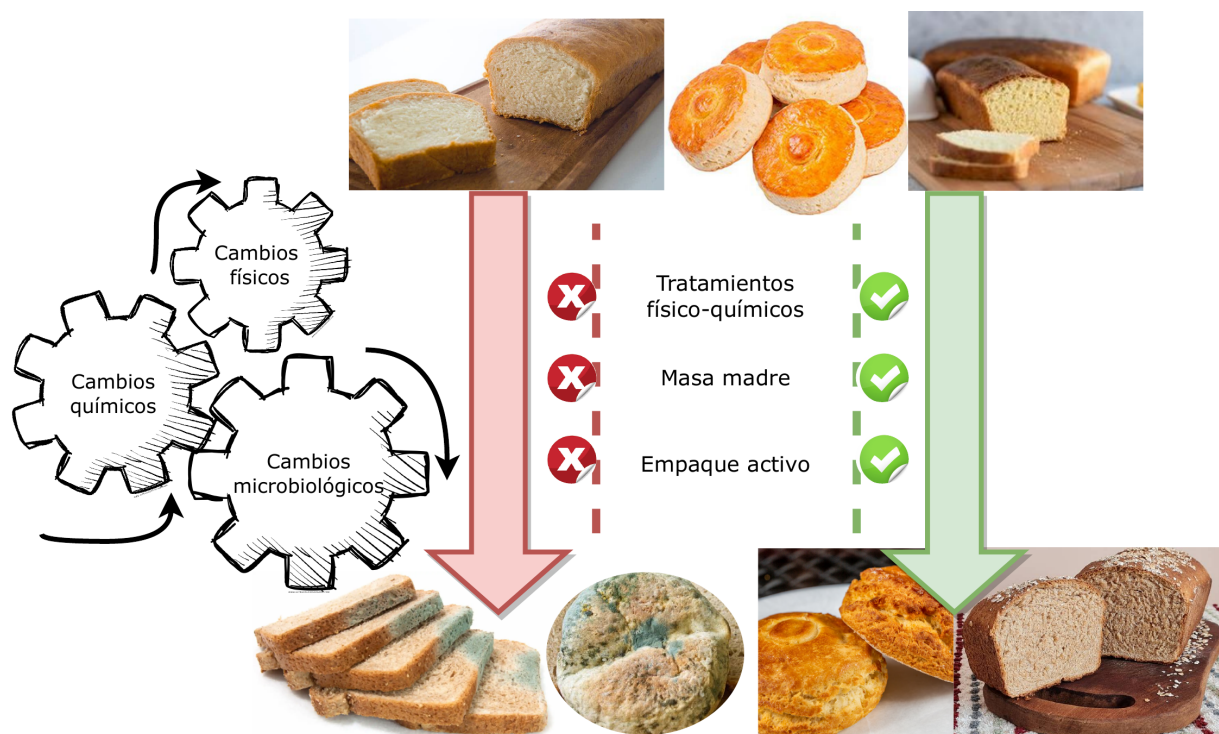 Cambios
físicos
Cambios
químicos
Cambios
microbiológicos
Tratamientos
físico-químicos
Masa madre
Empaque activo